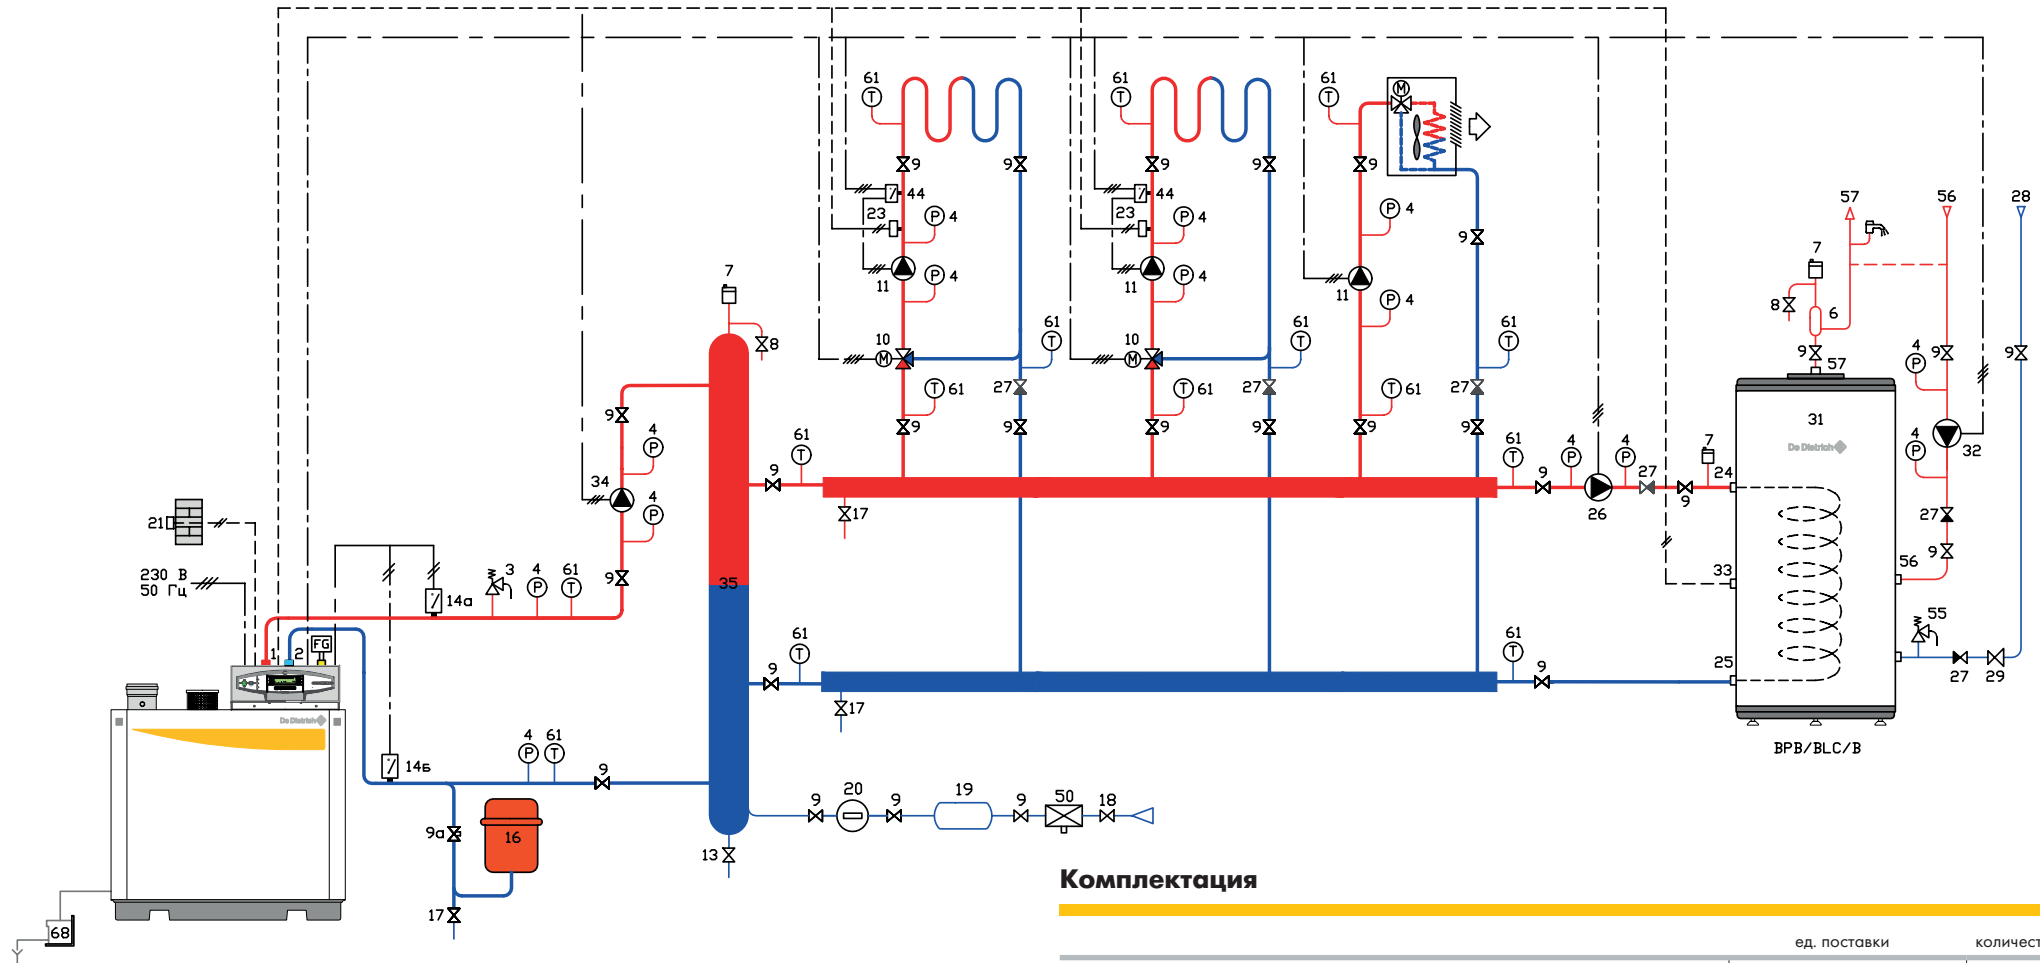 61 T
61 T
61 T
M
9 9 9 9 9
44 44
23 P 4 23 P 4 P 4
57 56 28
9
7
P 4 P 4
11 11 11 P 4
7
8 6
10 61 T 10 61 T 61 T
M M
8
9 57 4 P 9 9
27 T 61 27 T 61 T 61 27
9 9 9 9 9 9
31
De Dietrich
4 P 32
9 4 P
61 T 61 T 4 P 4 P 27 7
34 9 9 26 9 24
4 P
17
27
21
35
9
56
230 В
50 Гц
3 4 P 61 T 9
33
14а
55
1 2 FG
61 T 61 T
9 9 25
27 29
17
De Dietrich
BPB/BLC/B
14б
4 P 61 T 9
9 20 9 19 9 50 18
9а 16
13
17
68
Комплектация
ед. поставки количест